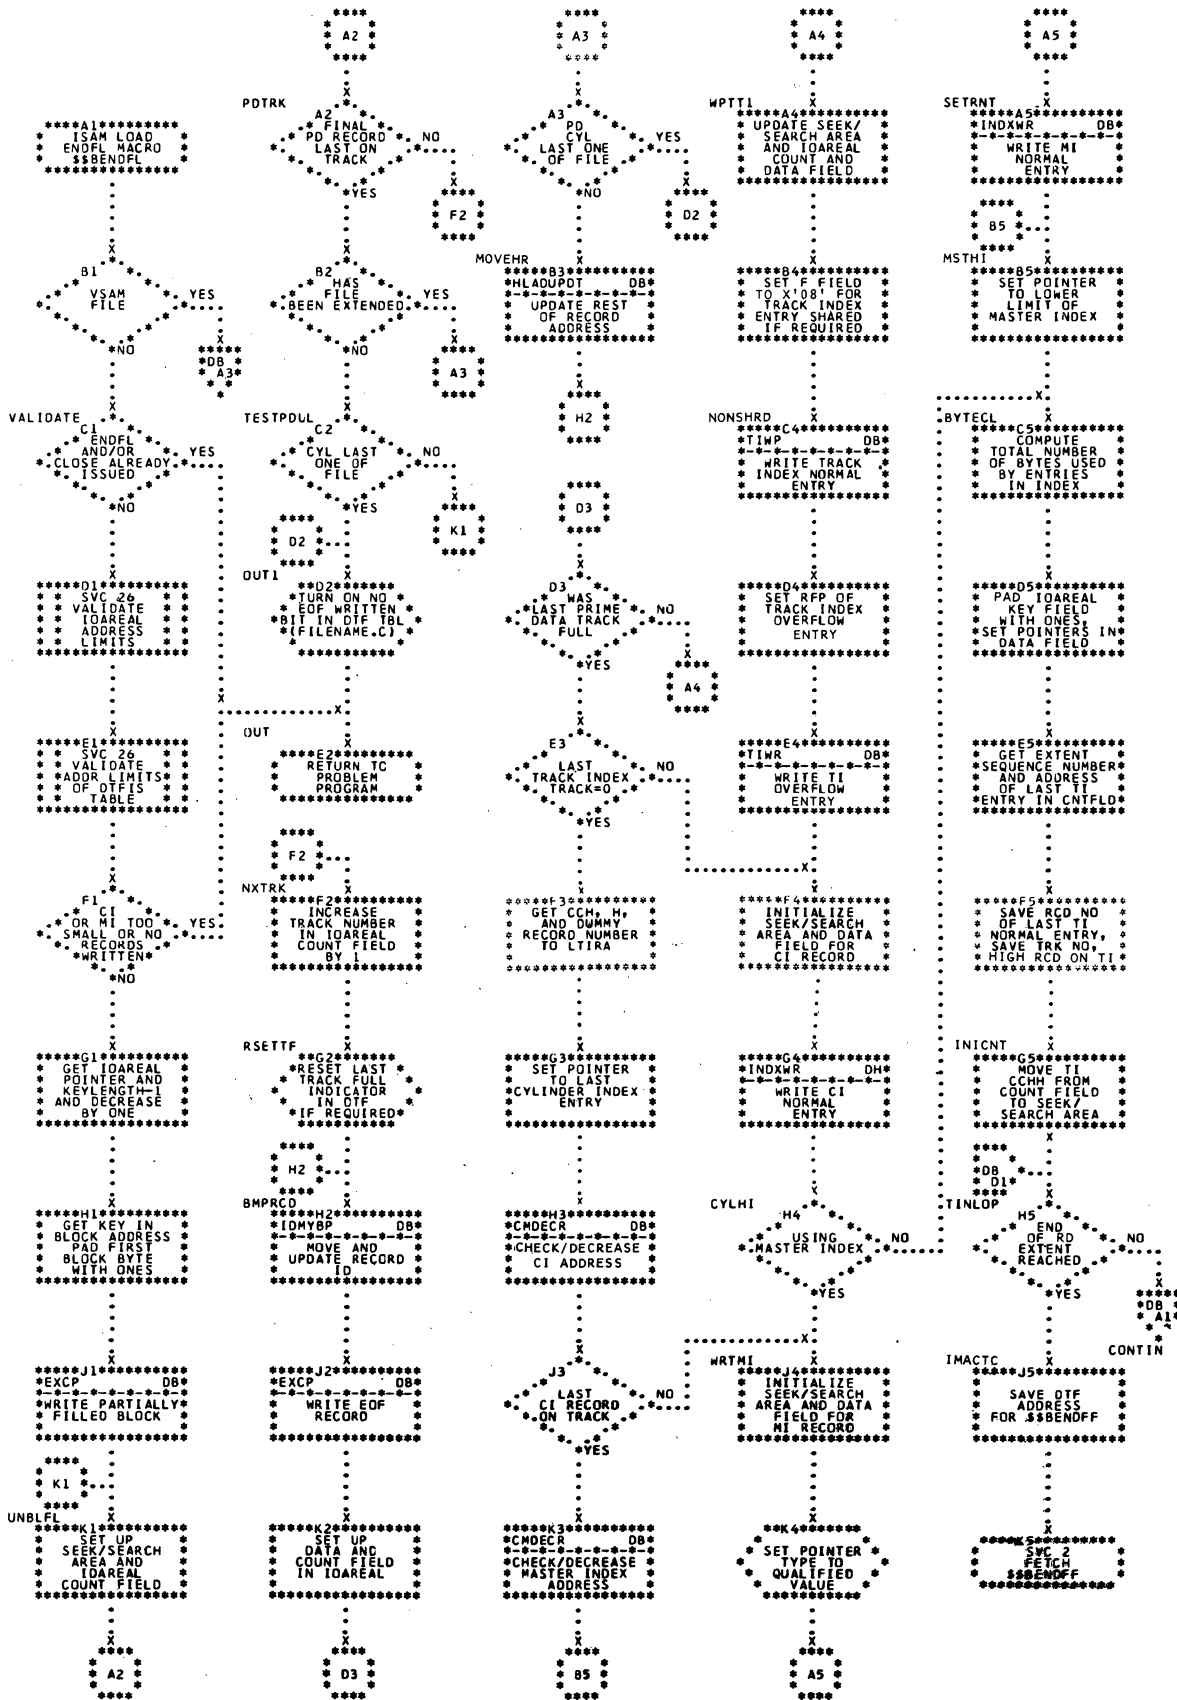 A2
A3
A4
A5
A1
ISAM LOAD
ENDFL MACRO
$$BENDFL
B1
VSAM
FILE
YES
NO
DB
A3
VALIDATE
C1
ENDFL
AND/OR
CLOSE ALREADY
ISSUED
YES
NO
D1
SVC 26
VALIDATE
IOAREAL
ADDRESS
LIMITS
E1
SVC 26
VALIDATE
ADDR LIMITS
OF DTFIS
TABLE
F1
CI
OR MI TOO
SMALL OR NO
RECORDS
WRITTEN
YES
NO
G1
GET IOAREAL
POINTER AND
KEYLENGTH-1
AND DECREASE
BY ONE
H1
GET KEY IN
BLOCK ADDRESS
PAD FIRST
BLOCK BYTE
WITH ONES
J1
EXCP DB
WRITE PARTIALLY
FILLED BLOCK
K1
UNBLFL
K1
SET UP
SEEK/SEARCH
AREA AND
IOAREAL
COUNT FIELD
A2
PDTRK
A2
FINAL
PD RECORD
LAST ON
TRACK
NO
YES
F2
B2
HAS
FILE
BEEN EXTENDED
YES
NO
A3
TESTPDUL
C2
CYL LAST
ONE OF
FILE
NO
YES
K1
D2
OUT1
D2
TURN ON NO
EOF WRITTEN
BIT IN DTF TBL
(FILENAME.C)
OUT
E2
RETURN TO
PROBLEM
PROGRAM
F2
NXTRK
F2
INCREASE
TRACK NUMBER
IN IOAREAL
COUNT FIELD
BY 1
RSETTF
G2
RESET LAST
TRACK FULL
INDICATOR
IN DTF
IF REQUIRED
H2
BMPRCD
H2
IDMYBP DB
MOVE AND
UPDATE RECORD
ID
J2
EXCP DB
WRITE EOF
RECORD
K2
SET UP
DATA AND
COUNT FIELD
IN IOAREAL
D3
A3
PD
CYL
LAST ONE
OF FILE
YES
NO
D2
MOVEHR
B3
HLADUPDT DB
UPDATE REST
OF RECORD
ADDRESS
H2
D3
D3
WAS
LAST PRIME
DATA TRACK
FULL
NO
YES
A4
E3
LAST
TRACK INDEX
TRACK=0
NO
YES
F3
GET CCH, H,
AND DUMMY
RECORD NUMBER
TO LTIRA
G3
SET POINTER
TO LAST
CYLINDER INDEX
ENTRY
H3
CMDECR DB
CHECK/DECREASE
CI ADDRESS
J3
LAST
CI RECORD
ON TRACK
NO
YES
K3
CMDECR DB
CHECK/DECREASE
MASTER INDEX
ADDRESS
B5
WPTTI
A4
UPDATE SEEK/
SEARCH AREA
AND IOAREAL
COUNT AND
DATA FIELD
B4
SET F FIELD
TO X'08' FOR
TRACK INDEX
ENTRY SHARED
IF REQUIRED
NONSHRD
C4
TIWP DB
WRITE TRACK
INDEX NORMAL
ENTRY
D4
SET RFP OF
TRACK INDEX
OVERFLOW
ENTRY
E4
TIWR DB
WRITE TI
OVERFLOW
ENTRY
F4
INITIALIZE
SEEK/SEARCH
AREA AND DATA
FIELD FOR
CI RECORD
G4
INDXWR DH
WRITE CI
NORMAL
ENTRY
CYLHI
H4
USING
MASTER INDEX
NO
YES
WRTMI
J4
INITIALIZE
SEEK/SEARCH
AREA AND DATA
FIELD FOR
MI RECORD
K4
SET POINTER
TYPE TO
QUALIFIED
VALUE
A5
SETRNT
A5
INDXWR DB
WRITE MI
NORMAL
ENTRY
B5
MSTHI
B5
SET POINTER
TO LOWER
LIMIT OF
MASTER INDEX
BYTECL
C5
COMPUTE
TOTAL NUMBER
OF BYTES USED
BY ENTRIES
IN INDEX
D5
PAD IOAREAL
KEY FIELD
WITH ONES,
SET POINTERS IN
DATA FIELD
E5
GET EXTENT
SEQUENCE NUMBER
AND ADDRESS
OF LAST TI
ENTRY IN CNTFLD
F5
SAVE RCD NO
OF LAST TI
NORMAL ENTRY,
SAVE TRK NO,
HIGH RCD ON TI
INICNT
G5
MOVE TI
CCHH FROM
COUNT FIELD
TO SEEK/
SEARCH AREA
DB
D1
TINLOP
H5
END
OF RD
EXTENT
REACHED
NO
YES
DB
A1
CONTIN
IMACTC
J5
SAVE DTF
ADDRESS
FOR $$BENDFF
K5
SVC 2
FETCH
$$BENDFF